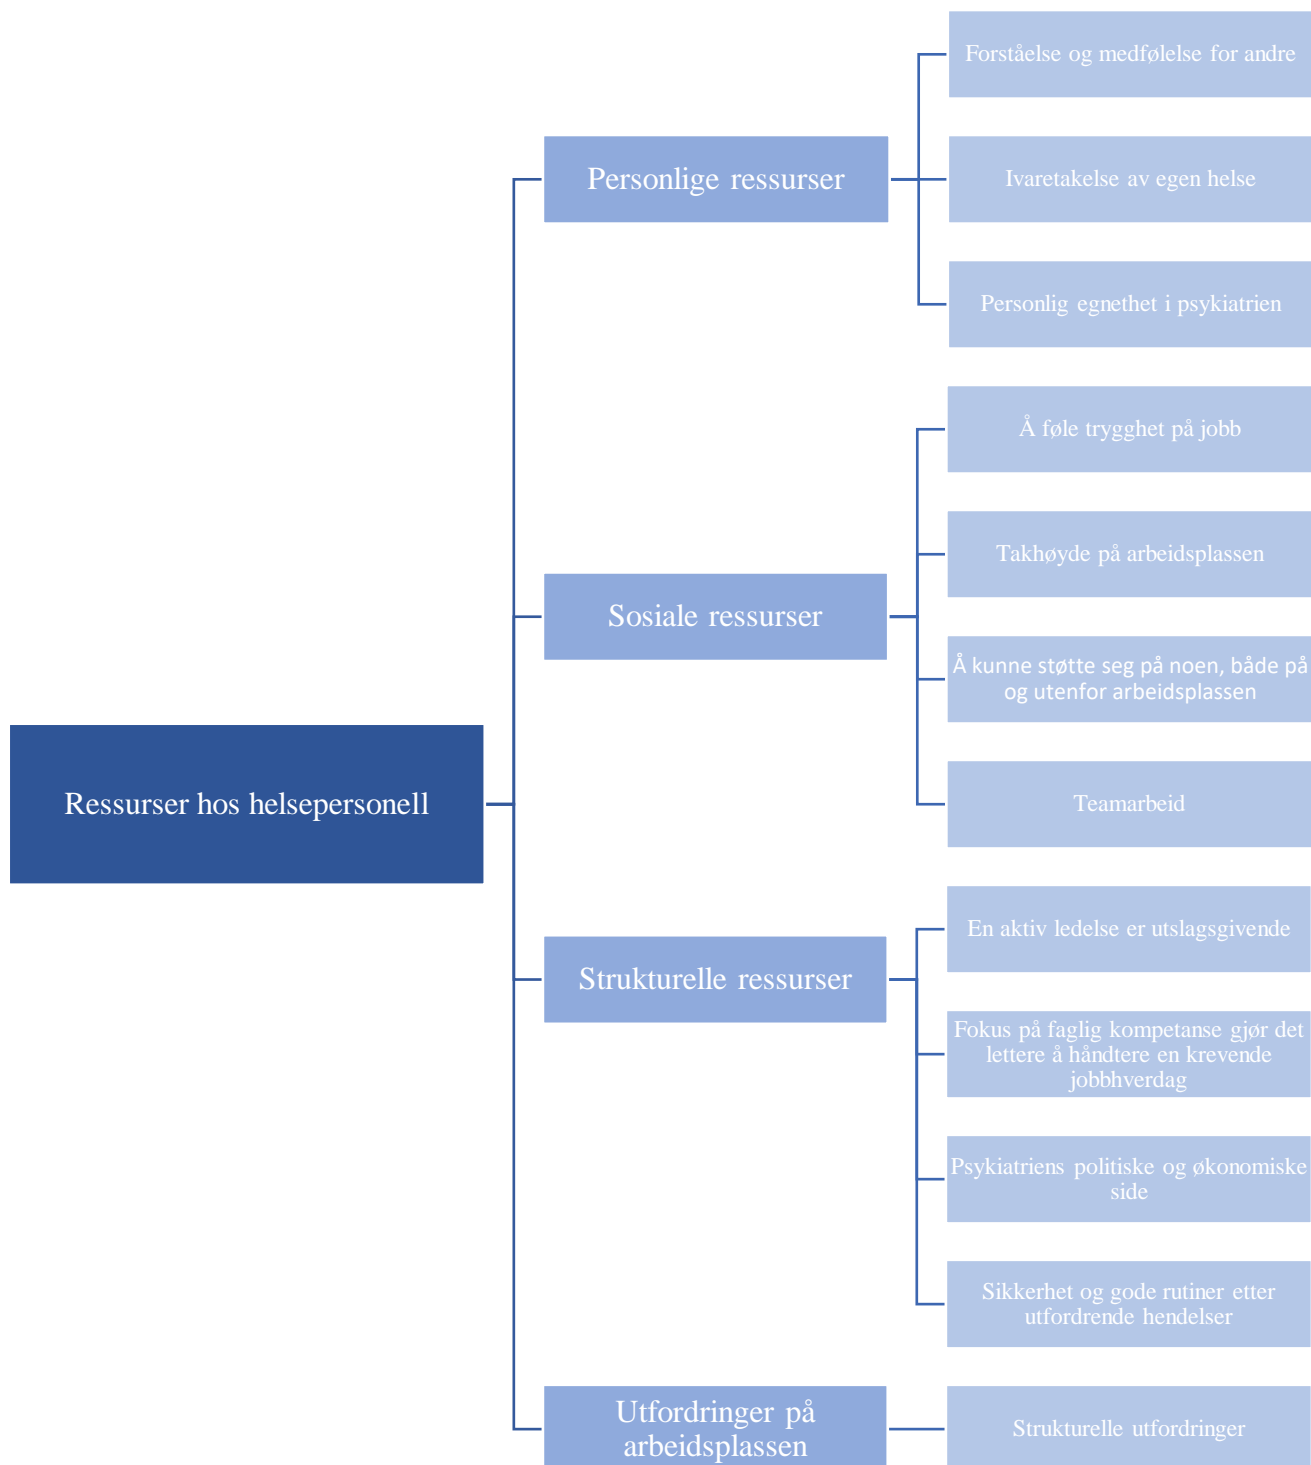 Ressurser hos helsepersonell
Personlige ressurser
Forståelse og medfølelse for andre
Ivaretakelse av egen helse
Personlig egnethet i psykiatrien
Sosiale ressurser
Å føle trygghet på jobb
Takhøyde på arbeidsplassen
Å kunne støtte seg på noen, både på
og utenfor arbeidsplassen
Teamarbeid
Strukturelle ressurser
En aktiv ledelse er utslagsgivende
Fokus på faglig kompetanse gjør det
lettere å håndtere en krevende
jobbhverdag
Psykiatriens politiske og økonomiske
side
Sikkerhet og gode rutiner etter
utfordrende hendelser
Utfordringer på
arbeidsplassen
Strukturelle utfordringer